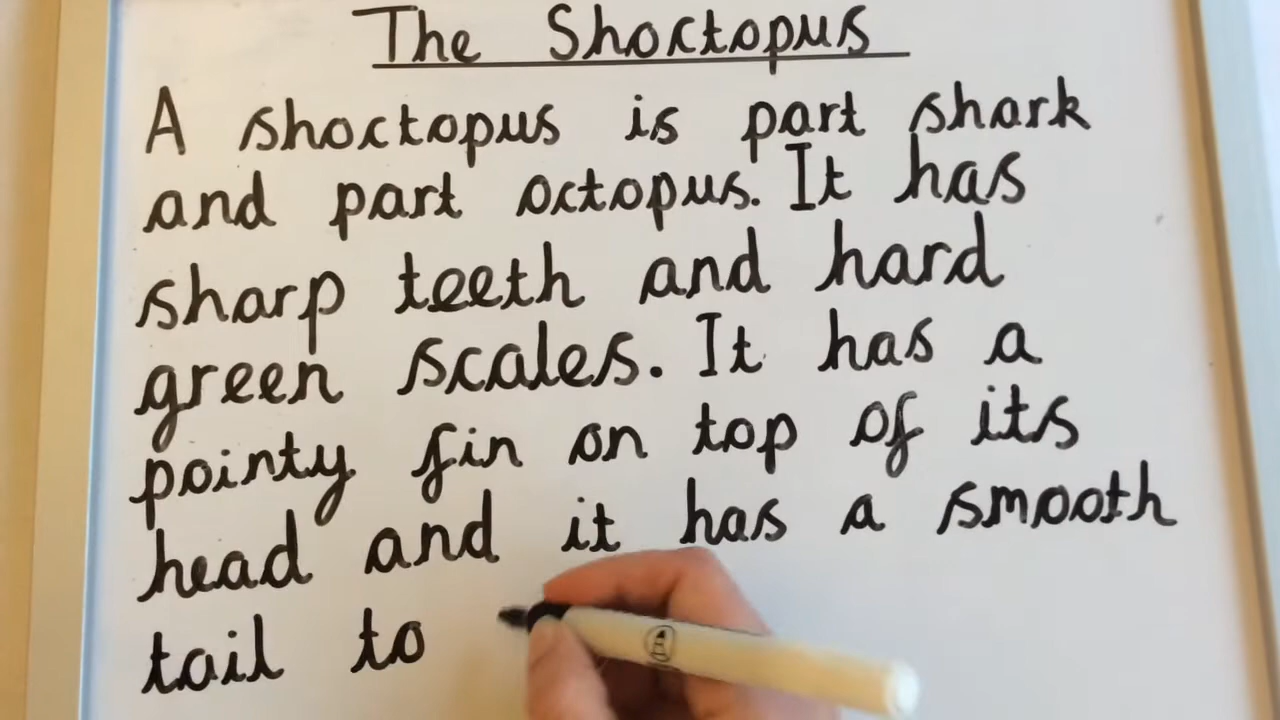 The Shoctopus
A shoctopus is part shark
and part octopus. It has
sharp teeth and hard
green scales. It has a
pointy fin on top of its
head and it has a smooth
tail to